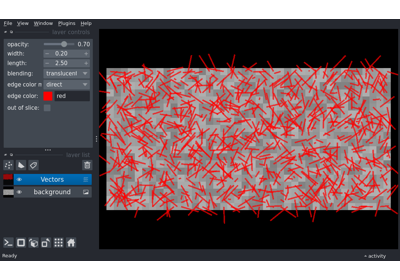 File View Window Plugins Help
layer controls
opacity: 0.70
width: 0.20
length: 2.50
blending: translucent
edge color m direct
edge color: red
out of slice:
layer list
Vectors
background
Ready
activity